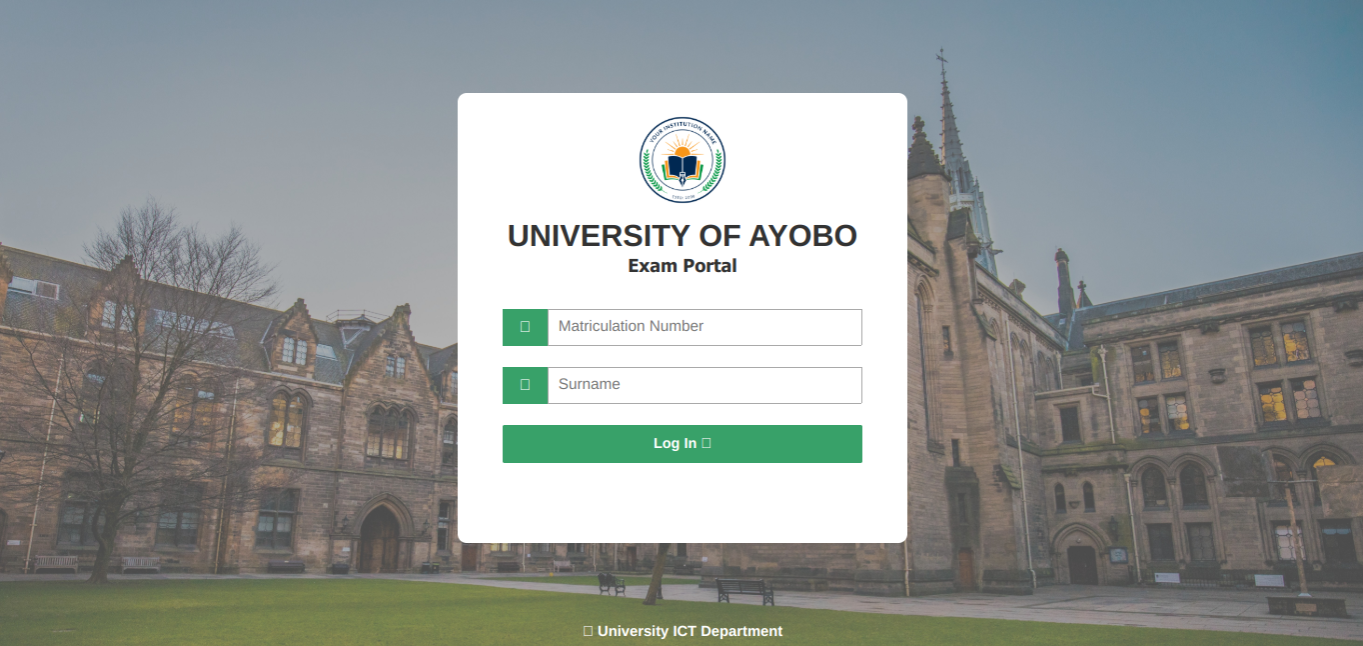 YOUR INSTITUTION NAME
UNIVERSITY OF AYOBO
Exam Portal
Matriculation Number
Surname
Log In
University ICT Department